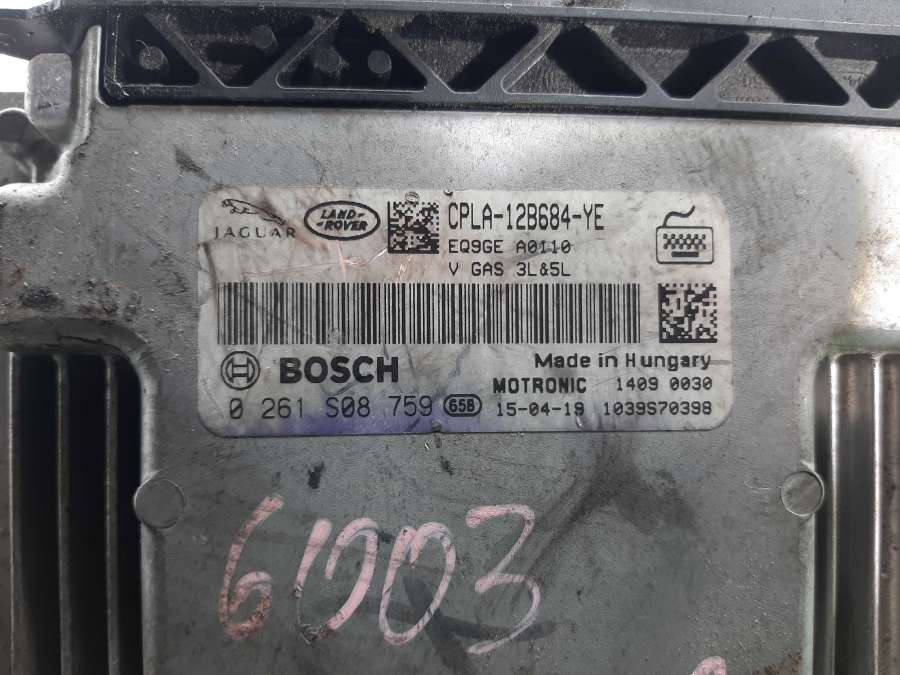 JAGUAR
LAND-
ROVER
CPLA-12B684-YE
EQ9GE A0110
V GAS 3L&5L
BOSCH
Made in Hungary
MOTRONIC 1409 0030
0 261 S08 759 658 15-04-19 1039S70398
61003